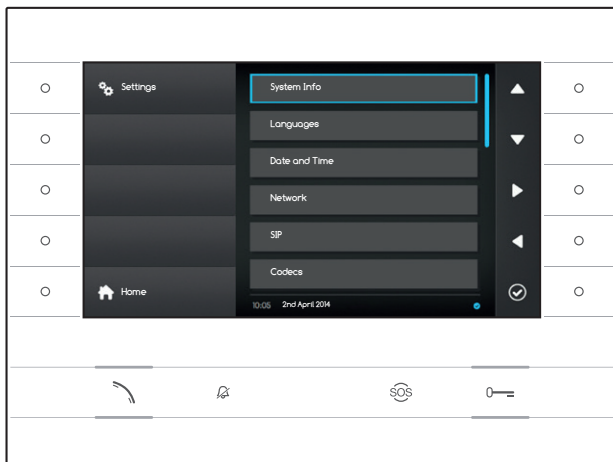 Settings
System Info
Languages
Date and Time
Network
SIP
Codecs
Home
10:05 2nd April 2014
SOS